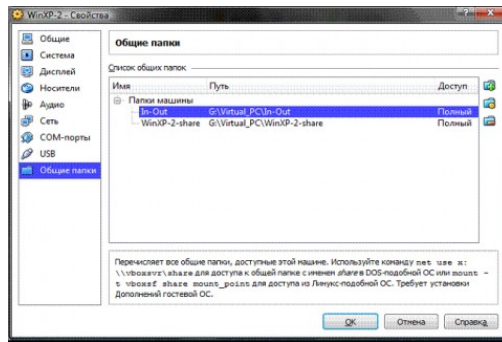 WinXP-2 - Свойства
Общие
Система
Дисплей
Носители
Аудио
Сеть
COM-порты
USB
Общие папки
Общие папки
Список общих папок
Имя Путь Доступ
Папки машины
In-Out G:\Virtual_PC\In-Out Полный
WinXP-2-share G:\Virtual_PC\WinXP-2-share Полный
Перечисляет все общие папки, доступные этой машине. Используйте команду net use x:
\\vboxsvr\share для доступа к общей папке с именем share в DOS-подобной ОС или mount -
t vboxsf share mount_point для доступа из Линукс-подобной ОС. Требует установки
Дополнений гостевой ОС.
OK Отмена Справка